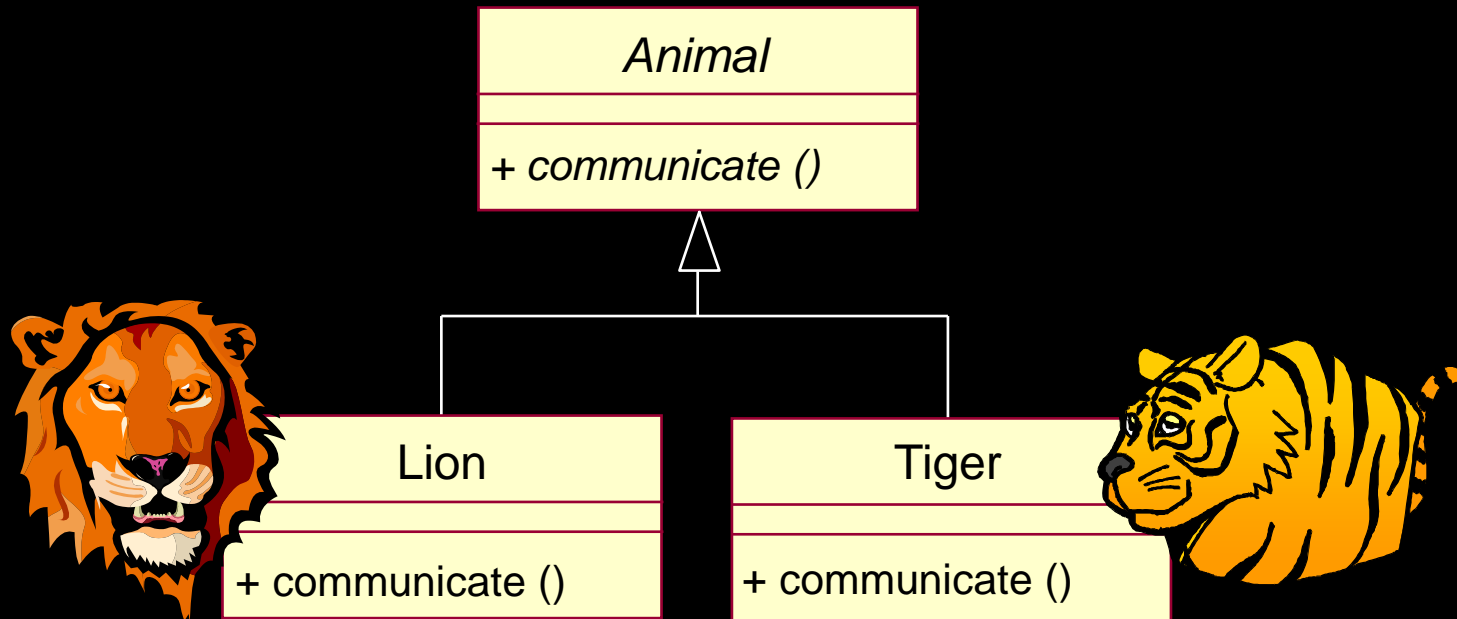 Animal
+ communicate ()
Lion
Tiger
+ communicate ()
+ communicate ()